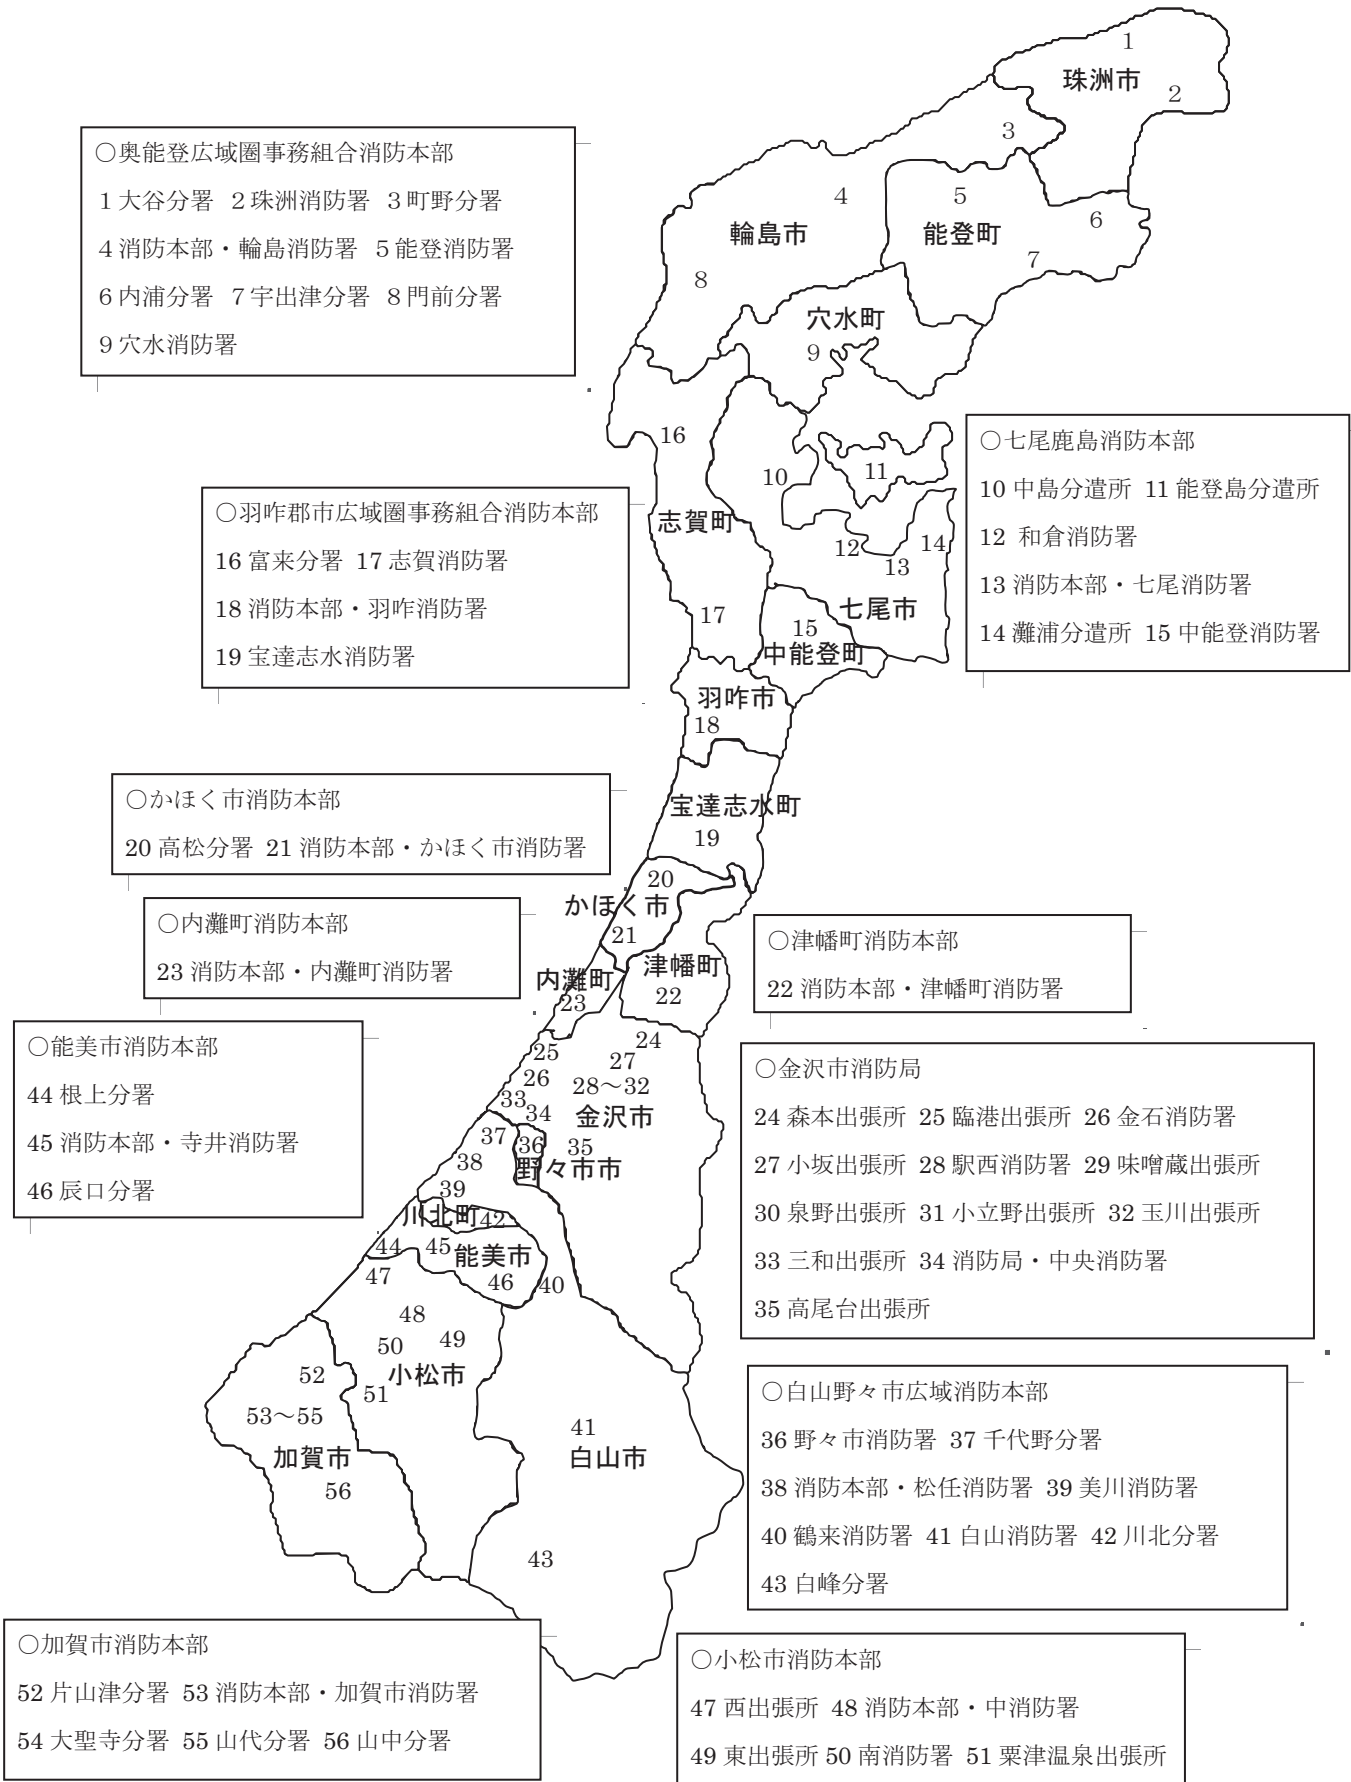 1
珠洲市
2
3
4
輪島市
5
能登町
6
7
8
穴水町
9
○奥能登広域圏事務組合消防本部
1大谷分署 2珠洲消防署 3町野分署
4消防本部・輪島消防署 5能登消防署
6内浦分署 7宇出津分署 8門前分署
9穴水消防署
16
志賀町
17
10
11
12
13
14
七尾市
15
中能登町
○七尾鹿島消防本部
10 中島分遣所 11 能登島分遣所
12 和倉消防署
13 消防本部・七尾消防署
14 灘浦分遣所 15 中能登消防署
○羽咋郡市広域圏事務組合消防本部
16 富来分署 17 志賀消防署
18 消防本部・羽咋消防署
19 宝達志水消防署
羽咋市
18
宝達志水町
19
○かほく市消防本部
20 高松分署 21 消防本部・かほく市消防署
20
かほく市
21
○内灘町消防本部
23 消防本部・内灘町消防署
内灘町
23
津幡町
22
○津幡町消防本部
22 消防本部・津幡町消防署
○能美市消防本部
44 根上分署
45 消防本部・寺井消防署
46 辰口分署
24
25
27
26
28～32
33
34
金沢市
35
○金沢市消防局
24 森本出張所 25 臨港出張所 26 金石消防署
27 小坂出張所 28 駅西消防署 29 味噌蔵出張所
30 泉野出張所 31 小立野出張所 32 玉川出張所
33 三和出張所 34 消防局・中央消防署
35 高尾台出張所
37
36
野々市市
38
39
川北町
42
44
45
能美市
46
40
47
48
49
50
小松市
51
52
53～55
加賀市
56
41
白山市
43
○白山野々市広域消防本部
36 野々市消防署 37 千代野分署
38 消防本部・松任消防署 39 美川消防署
40 鶴来消防署 41 白山消防署 42 川北分署
43 白峰分署
○加賀市消防本部
52 片山津分署 53 消防本部・加賀市消防署
54 大聖寺分署 55 山代分署 56 山中分署
○小松市消防本部
47 西出張所 48 消防本部・中消防署
49 東出張所 50 南消防署 51 粟津温泉出張所